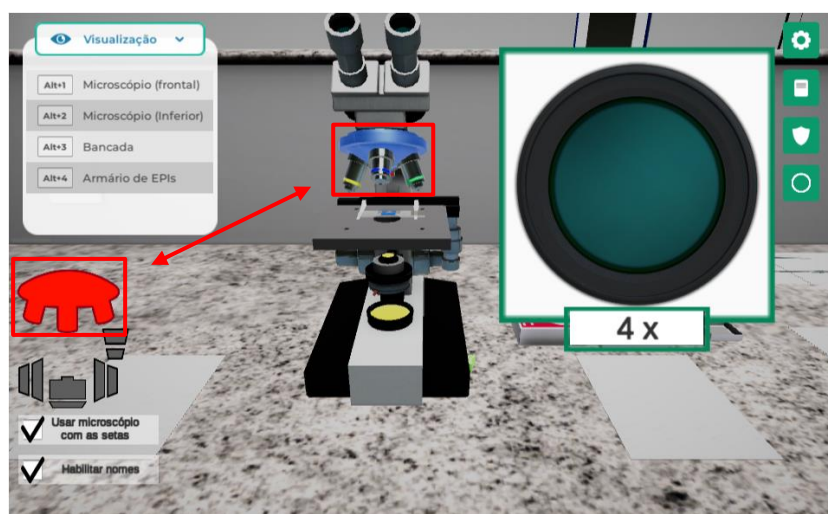 Visualização
Alt+1 Microscópio (frontal)
Alt+2 Microscópio (Inferior)
Alt+3 Bancada
Alt+4 Armário de EPIs
4 x
Usar microscópio
com as setas
Habilitar nomes